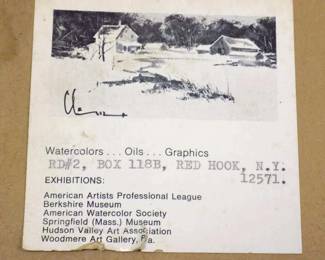 Watercolors . . . Oils . . . Graphics
RD#2, BOX 118B, RED HOOK, N.Y.
12571.
EXHIBITIONS:
American Artists Professional League
Berkshire Museum
American Watercolor Society
Springfield (Mass.) Museum
Hudson Valley Art Association
Woodmere Art Gallery, Pa.